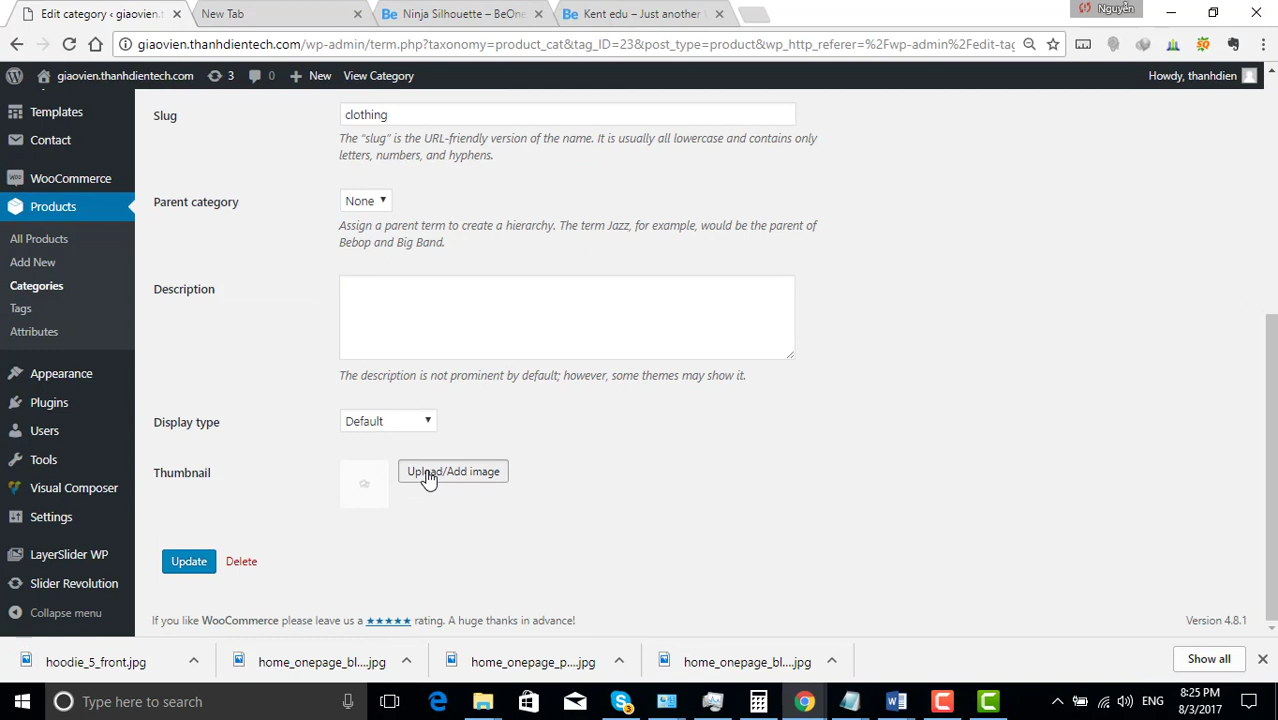 Edit category ‹ giaovien.
New Tab
Ninja Silhouette – BeOne
Kent edu – Just another
Nguyễn
giaovien.thanhdientech.com/wp-admin/term.php?taxonomy=product_cat&tag_ID=23&post_type=product&wp_http_referer=%2Fwp-admin%2Fedit-tag
giaovien.thanhdientech.com
3
0
New
View Category
Howdy, thanhdien
Templates
Contact
WooCommerce
Products
All Products
Add New
Categories
Tags
Attributes
Appearance
Plugins
Users
Tools
Visual Composer
Settings
LayerSlider WP
Slider Revolution
Collapse menu
Slug
clothing
The “slug” is the URL-friendly version of the name. It is usually all lowercase and contains only
letters, numbers, and hyphens.
Parent category
None
Assign a parent term to create a hierarchy. The term Jazz, for example, would be the parent of
Bebop and Big Band.
Description
The description is not prominent by default; however, some themes may show it.
Display type
Default
Thumbnail
Upload/Add image
Update
Delete
If you like WooCommerce please leave us a ★★★★★ rating. A huge thanks in advance!
Version 4.8.1
hoodie_5_front.jpg
home_onepage_bl....jpg
home_onepage_p....jpg
home_onepage_bl....jpg
Show all
Type here to search
ENG
8:25 PM
8/3/2017